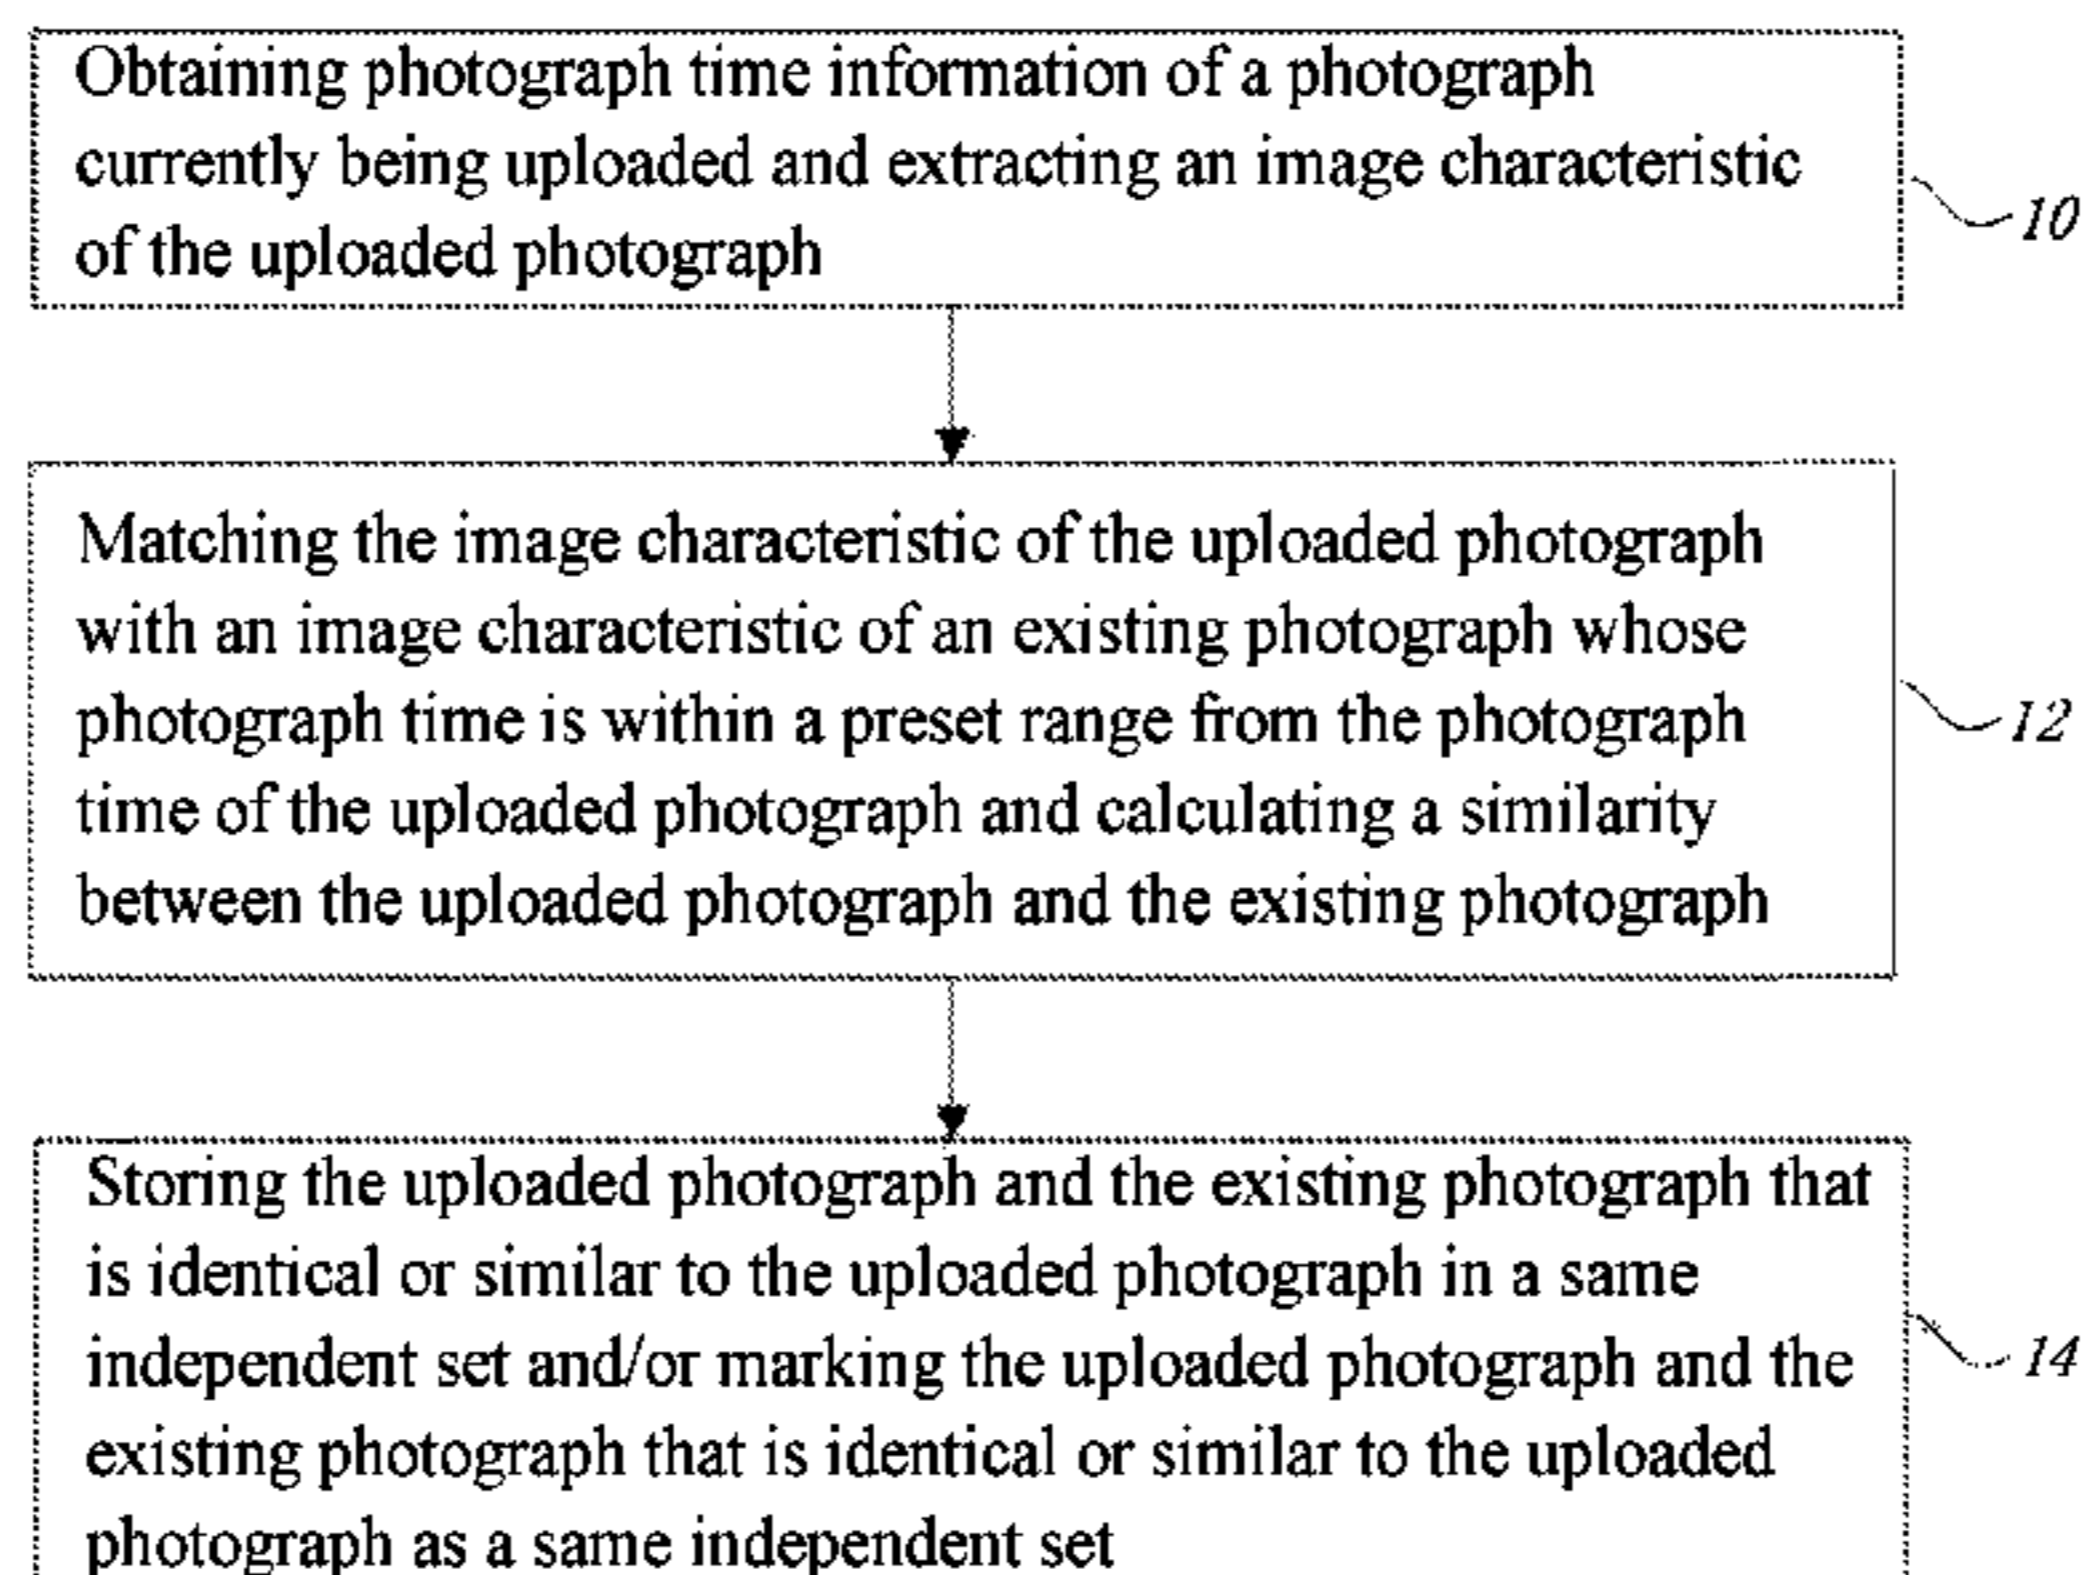 Obtaining photograph time information of a photograph
currently being uploaded and extracting an image characteristic
of the uploaded photograph
10
Matching the image characteristic of the uploaded photograph
with an image characteristic of an existing photograph whose
photograph time is within a preset range from the photograph
time of the uploaded photograph and calculating a similarity
between the uploaded photograph and the existing photograph
12
Storing the uploaded photograph and the existing photograph that
is identical or similar to the uploaded photograph in a same
independent set and/or marking the uploaded photograph and the
existing photograph that is identical or similar to the uploaded
photograph as a same independent set
14